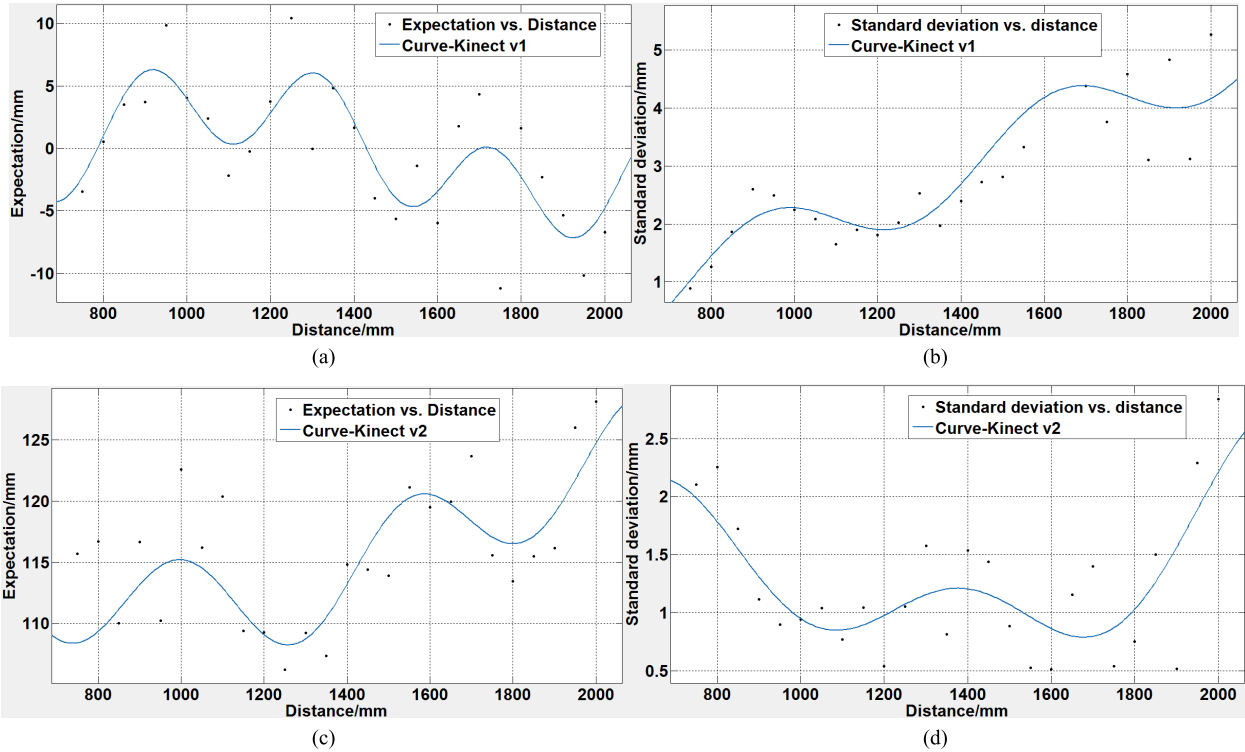 Expectation vs. Distance
Curve-Kinect v1
Expectation/mm
10
5
0
-5
-10
800 1000 1200 1400 1600 1800 2000
Distance/mm
(a)
Standard deviation vs. distance
Curve-Kinect v1
Standard deviation/mm
5
4
3
2
1
800 1000 1200 1400 1600 1800 2000
Distance/mm
(b)
Expectation vs. Distance
Curve-Kinect v2
Expectation/mm
125
120
115
110
800 1000 1200 1400 1600 1800 2000
Distance/mm
(c)
Standard deviation vs. distance
Curve-Kinect v2
Standard deviation/mm
2.5
2
1.5
1
0.5
800 1000 1200 1400 1600 1800 2000
Distance/mm
(d)